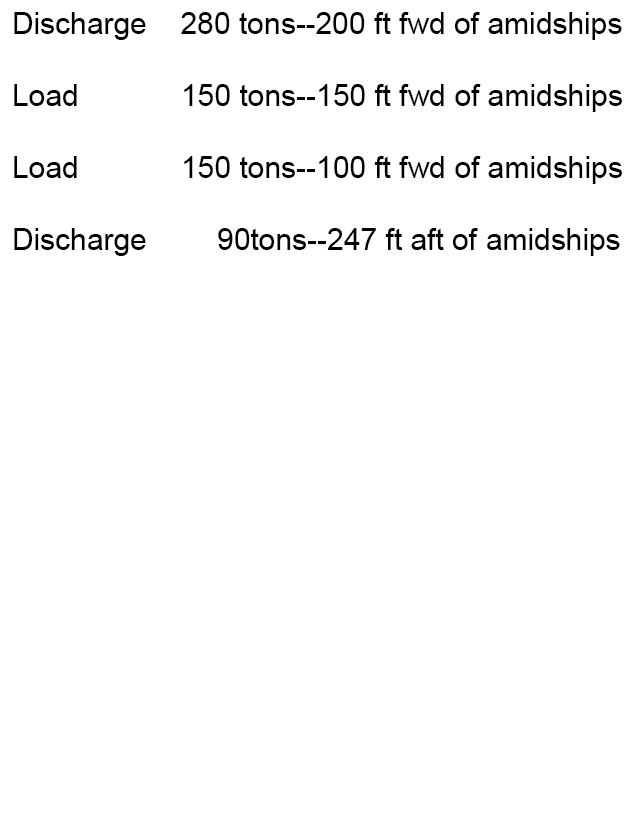 Discharge 280 tons--200 ft fwd of amidships
Load 150 tons--150 ft fwd of amidships
Load 150 tons--100 ft fwd of amidships
Discharge 90tons--247 ft aft of amidships